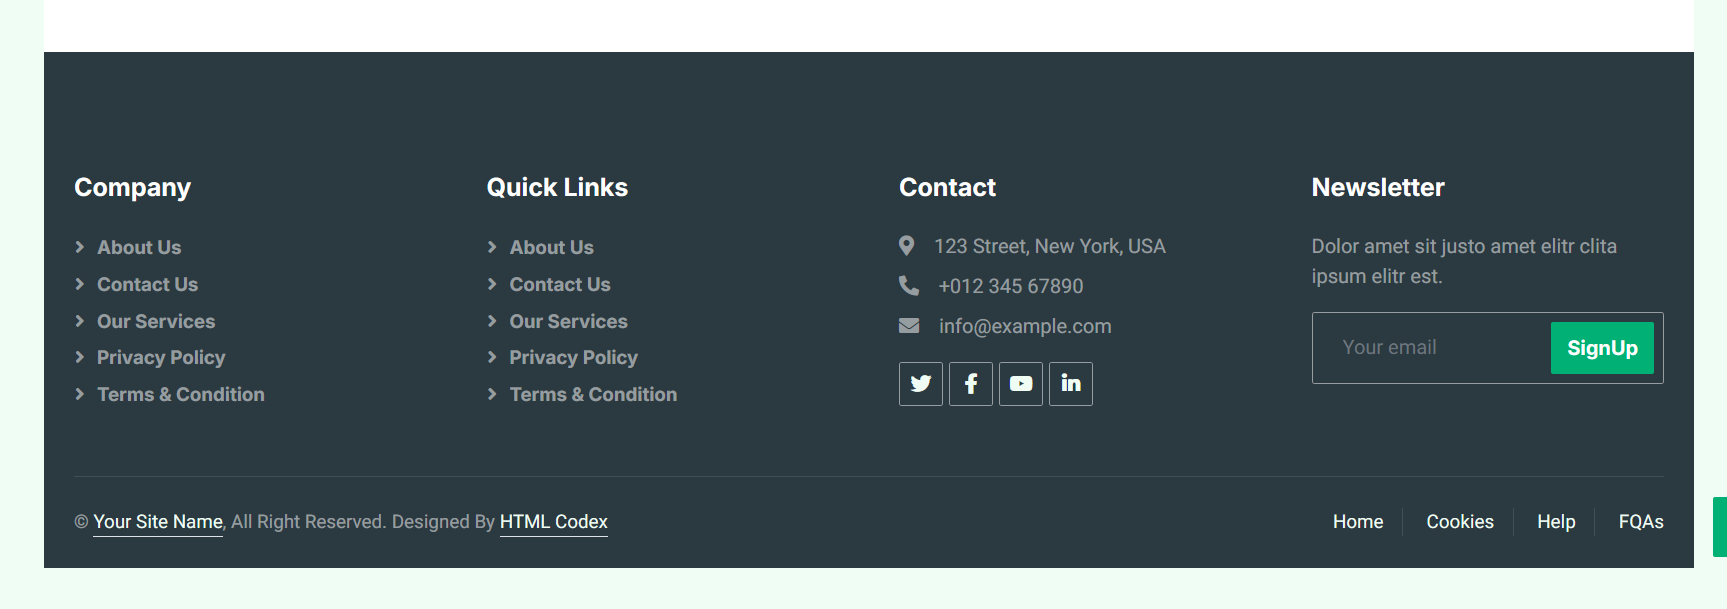 Company
About Us
Contact Us
Our Services
Privacy Policy
Terms & Condition
Quick Links
About Us
Contact Us
Our Services
Privacy Policy
Terms & Condition
Contact
123 Street, New York, USA
+012 345 67890
info@example.com
Newsletter
Dolor amet sit justo amet elitr clita
ipsum elitr est.
Your email
SignUp
© Your Site Name, All Right Reserved. Designed By HTML Codex
Home Cookies Help FQAs